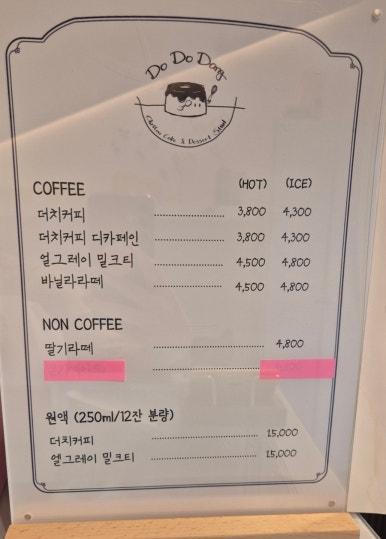 Do Do Dang
COFFEE (HOT) (ICE)
더치커피 3,800 4,300
더치커피 디카페인 3,800 4,300
얼그레이 밀크티 4,500 4,800
바닐라라떼 4,500 4,800
NON COFFEE
딸기라떼 4,800
원액 (250ml/12잔 분량)
더치커피 15,000
얼그레이 밀크티 15,000